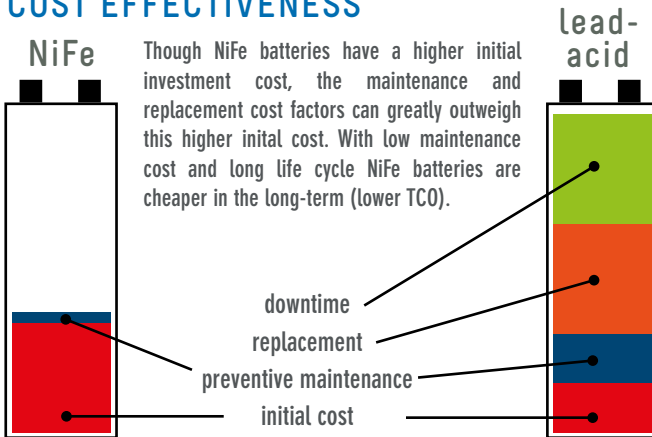 COST EFFECTIVENESS
NiFe
Though NiFe batteries have a higher initial
investment cost, the maintenance and
replacement cost factors can greatly outweigh
this higher inital cost. With low maintenance
cost and long life cycle NiFe batteries are
cheaper in the long-term (lower TCO).
lead-
acid
downtime
replacement
preventive maintenance
initial cost